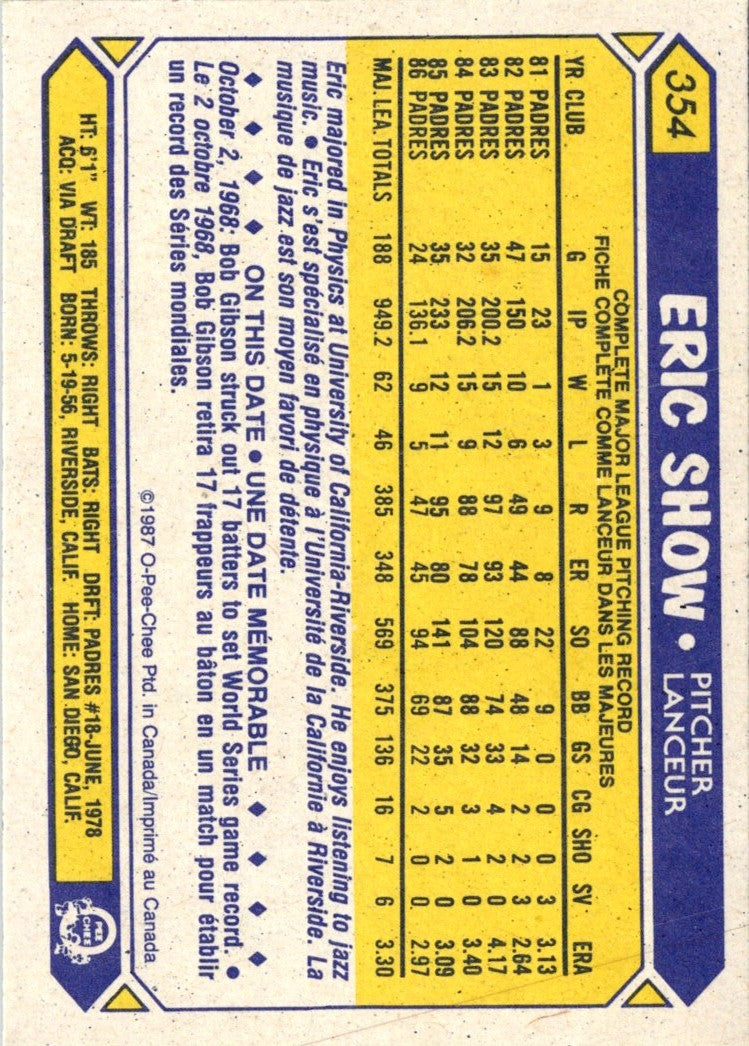 354 ERIC SHOW • PITCHER
LANCEUR
COMPLETE MAJOR LEAGUE PITCHING RECORD
FICHE COMPLÈTE COMME LANCEUR DANS LES MAJEURES
YR CLUB G IP W L R ER SO BB GS CG SHO SV ERA
81 PADRES 15 23 1 3 9 8 22 9 0 0 0 3 3.13
82 PADRES 47 150 10 6 49 44 88 48 14 2 2 3 2.64
83 PADRES 35 200.2 15 12 97 93 120 74 33 4 2 0 4.17
84 PADRES 32 206.2 15 9 88 78 104 88 32 3 1 0 3.40
85 PADRES 35 233 12 11 95 80 141 87 35 5 2 0 3.09
86 PADRES 24 136.1 9 5 47 45 94 69 22 2 0 0 2.97
MAJ. LEA. TOTALS 188 949.2 62 46 385 348 569 375 136 16 7 6 3.30
Eric majored in Physics at University of California-Riverside. He enjoys listening to jazz
music. • Eric s'est spécialisé en physique à l'Université de la Californie à Riverside. La
musique de jazz est son moyen favori de détente.
♦ ♦ ♦ ♦ ON THIS DATE • UNE DATE MÉMORABLE ♦ ♦ ♦ ♦
October 2, 1968: Bob Gibson struck out 17 batters to set World Series game record. •
Le 2 octobre 1968, Bob Gibson retira 17 frappeurs au bâton en un match pour établir
un record des Séries mondiales.
©1987 O-Pee-Chee Ptd. in Canada/Imprimé au Canada
HT: 6'1" WT: 185 THROWS: RIGHT BATS: RIGHT DRFT: PADRES #18-JUNE, 1978
ACQ: VIA DRAFT BORN: 5-19-56, RIVERSIDE, CALIF. HOME: SAN DIEGO, CALIF.
O
PEE
CHEE